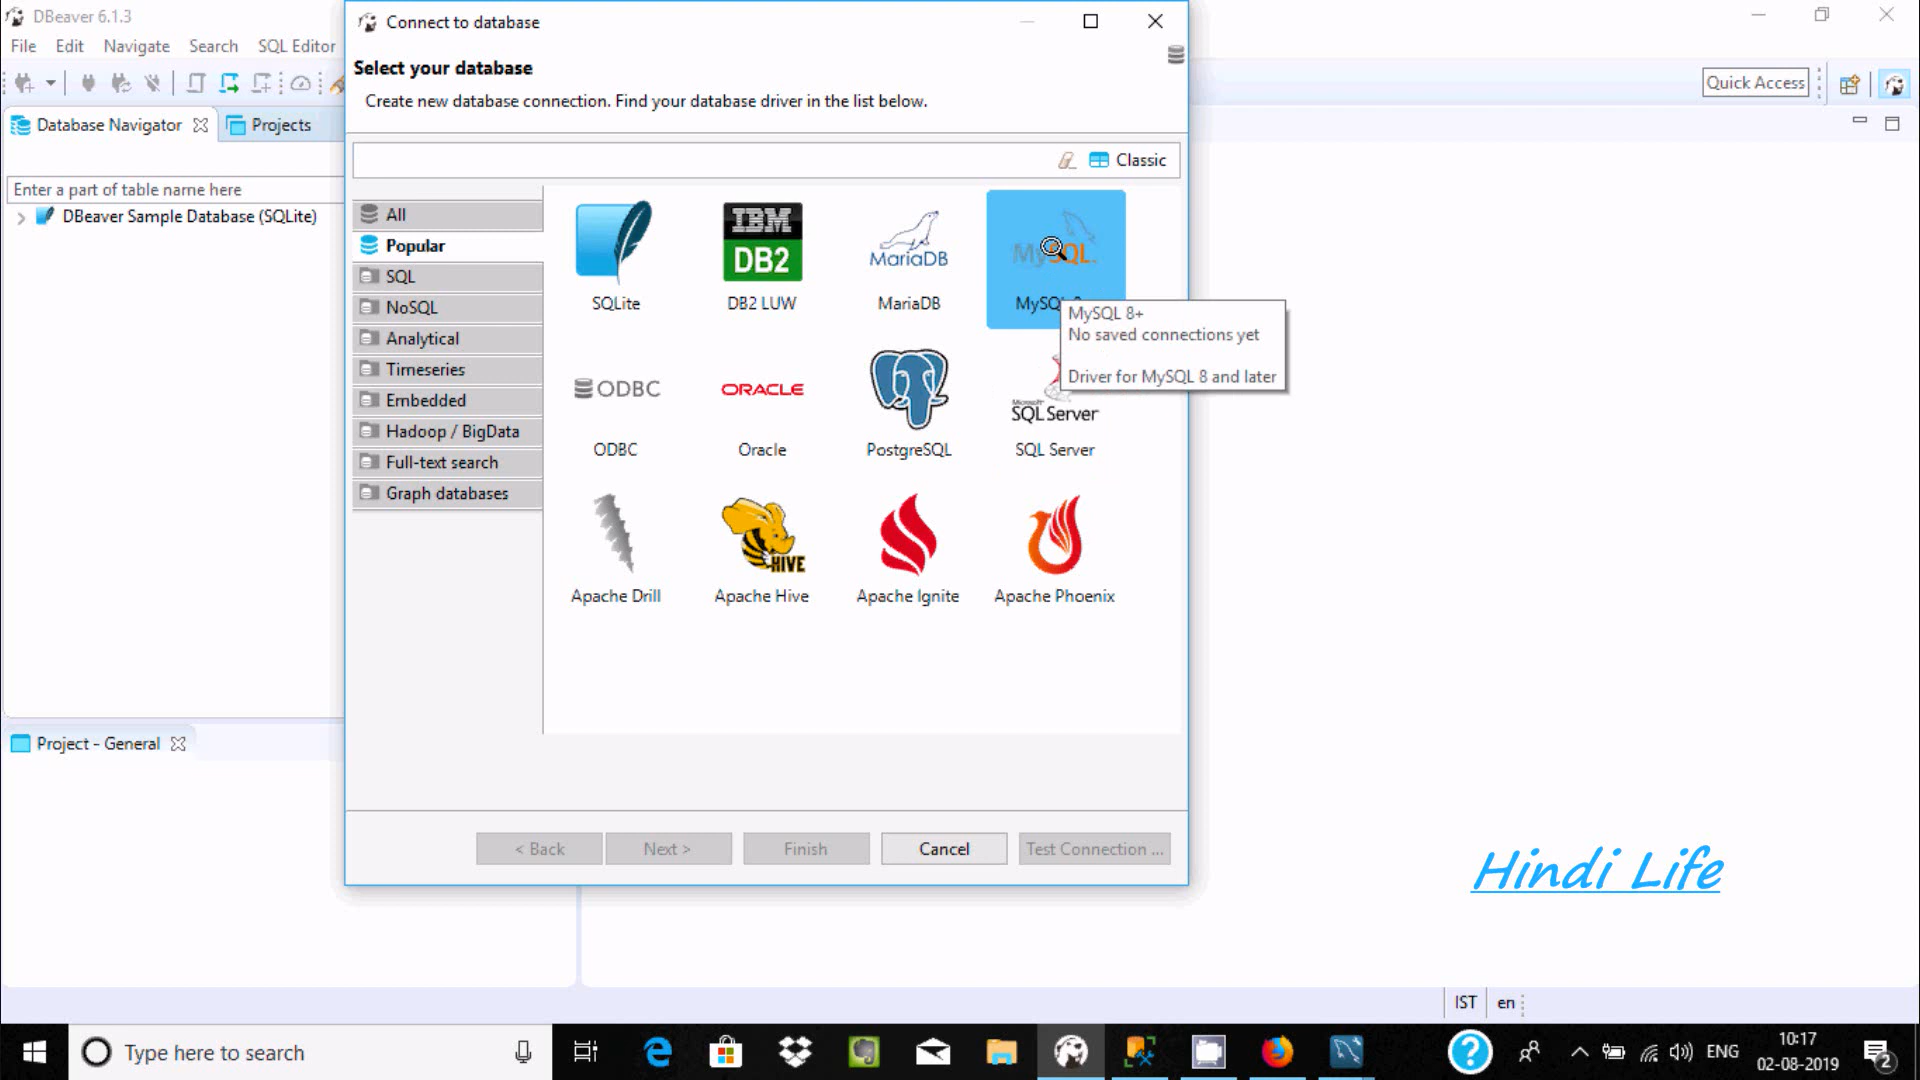 DBeaver 6.1.3
File Edit Navigate Search SQL Editor
Quick Access
Database Navigator Projects
Enter a part of table name here
DBeaver Sample Database (SQLite)
Project - General
Connect to database
Select your database
Create new database connection. Find your database driver in the list below.
Classic
All
Popular
SQL
NoSQL
Analytical
Timeseries
Embedded
Hadoop / BigData
Full-text search
Graph databases
IBM
DB2
MariaDB
MySQL
SQLite
DB2 LUW
MariaDB
MySQL 8+
No saved connections yet
Driver for MySQL 8 and later
ODBC
ORACLE
Microsoft
SQL Server
ODBC
Oracle
PostgreSQL
SQL Server
HIVE
Apache Drill
Apache Hive
Apache Ignite
Apache Phoenix
< Back
Next >
Finish
Cancel
Test Connection ...
Hindi Life
IST en
Type here to search
ENG
10:17
02-08-2019
2